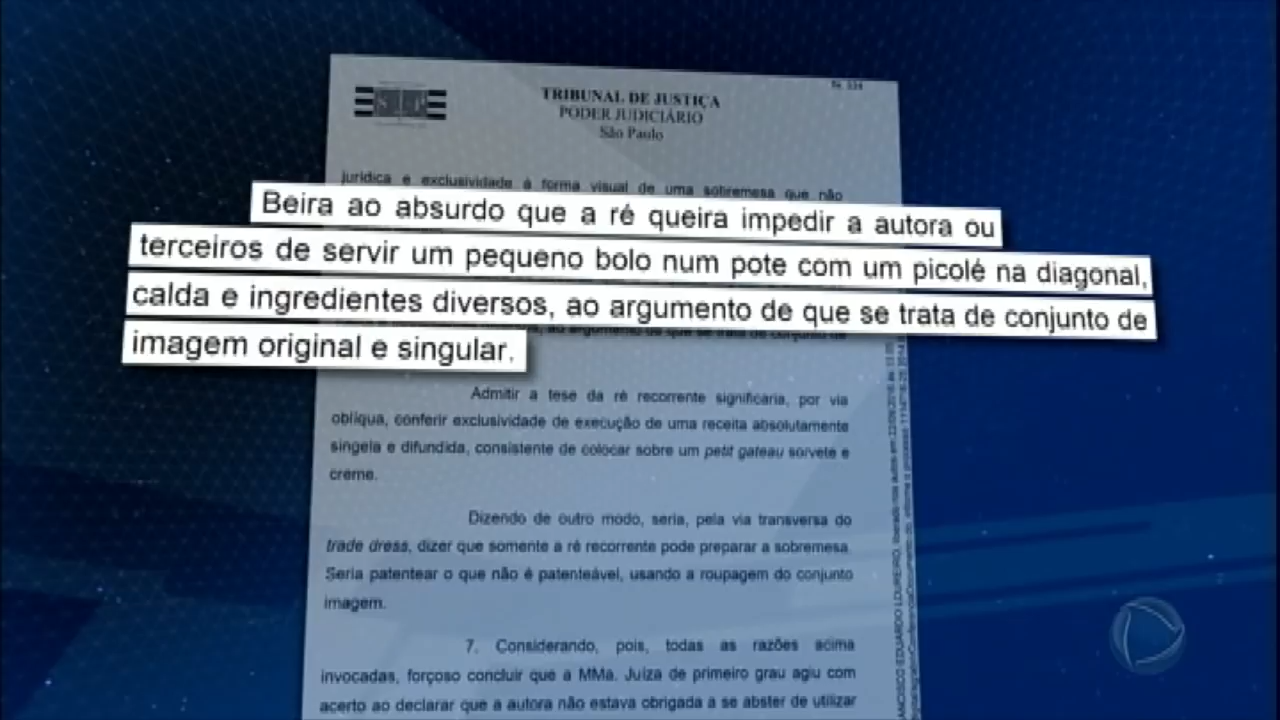 TRIBUNAL DE JUSTIÇA
PODER JUDICIÁRIO
São Paulo
jurídica e exclusividade à forma visual de uma sobremesa que não
Beira ao absurdo que a ré queira impedir a autora ou
terceiros de servir um pequeno bolo num pote com um picolé na diagonal,
calda e ingredientes diversos, ao argumento de que se trata de conjunto de
imagem original e singular.
Admitir a tese da ré recorrente significaria, por via
oblíqua, conferir exclusividade de execução de uma receita absolutamente
singela e difundida, consistente de colocar sobre um petit gateau sorvete e
creme.
Dizendo de outro modo, seria, pela via transversa do
trade dress, dizer que somente a ré recorrente pode preparar a sobremesa.
Seria patentear o que não é patenteável, usando a roupagem do conjunto
imagem.
7. Considerando, pois, todas as razões acima
invocadas, forçoso concluir que a MMa. Juíza de primeiro grau agiu com
acerto ao declarar que a autora não estava obrigada a se abster de utilizar